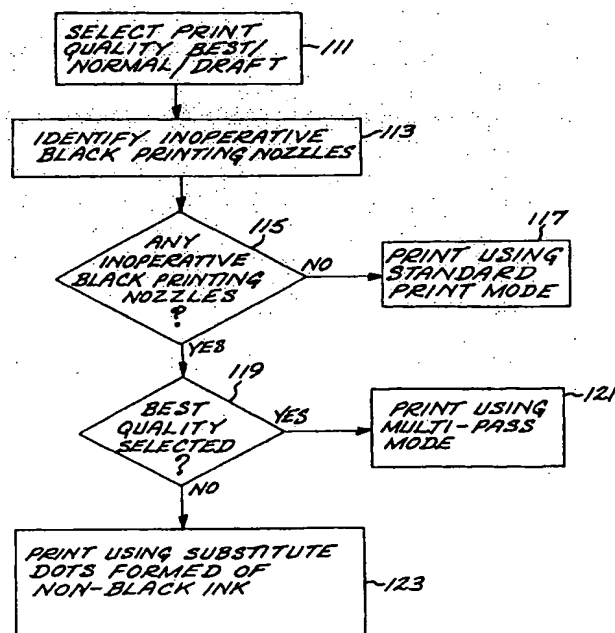 SELECT PRINT
QUALITY BEST/
NORMAL/DRAFT
111
IDENTIFY INOPERATIVE
BLACK PRINTING NOZZLES
113
ANY
INOPERATIVE
BLACK PRINTING
NOZZLES
?
115
NO
PRINT USING
STANDARD
PRINT MODE
117
YES
BEST
QUALITY
SELECTED
?
119
YES
PRINT USING
MULTI-PASS
MODE
121
NO
PRINT USING SUBSTITUTE
DOTS FORMED OF
NON-BLACK INK
123